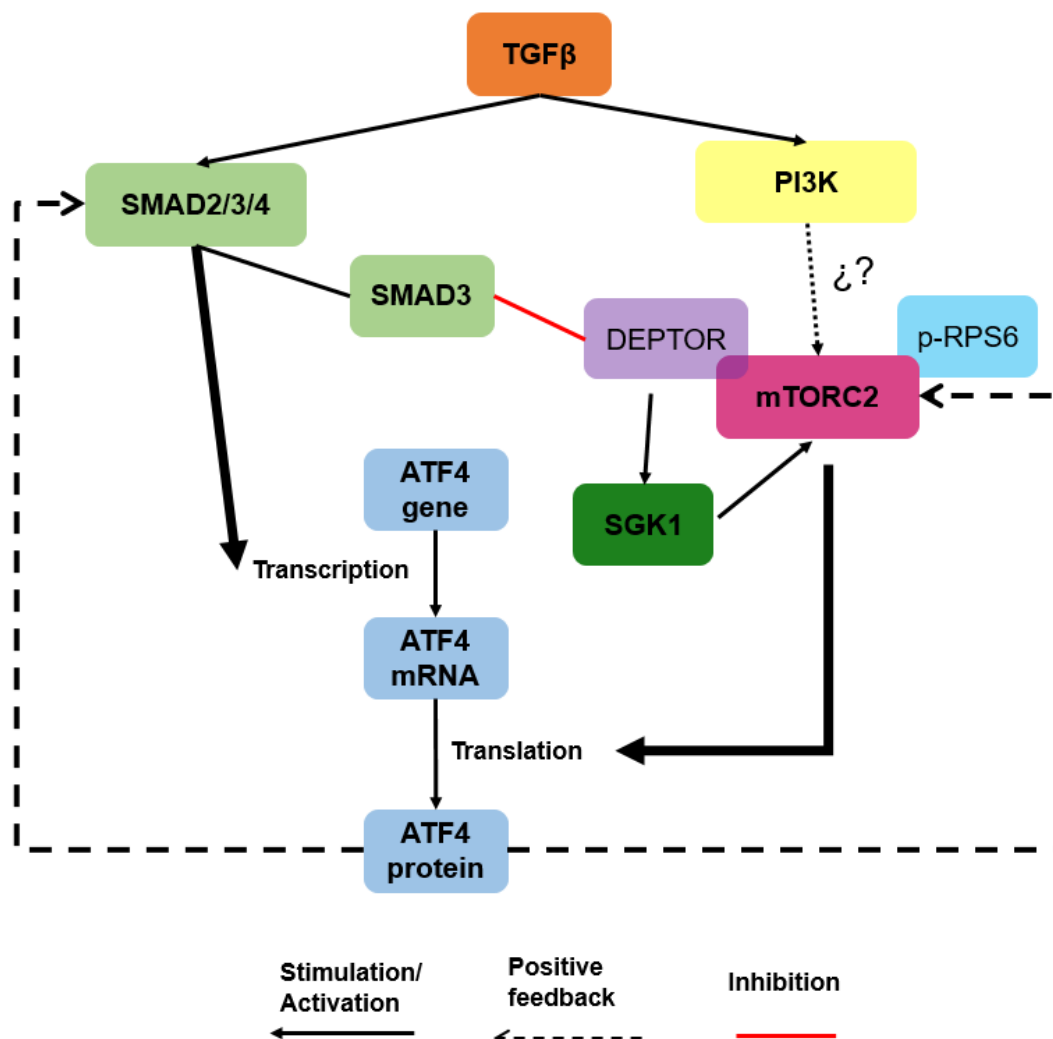 TGFβ
SMAD2/3/4
PI3K
¿?
SMAD3
DEPTOR
p-RPS6
mTORC2
ATF4
gene
SGK1
Transcription
ATF4
mRNA
Translation
ATF4
protein
Stimulation/
Activation
Positive
feedback
Inhibition